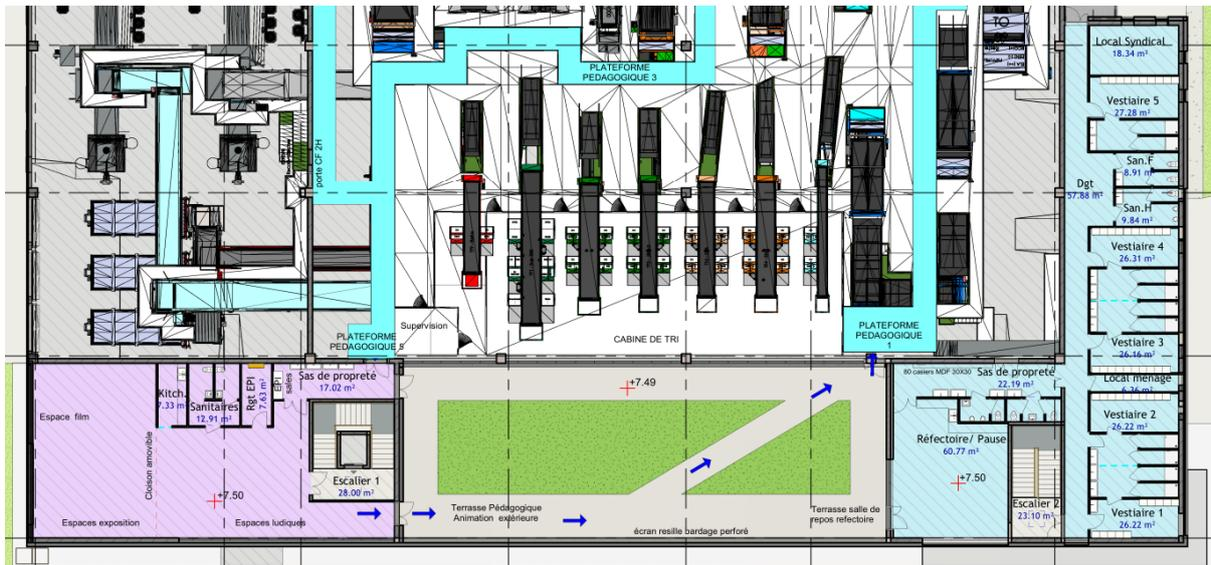 PLATEFORME
PEDAGOGIQUE 3
TO
Local Syndical
18.34 m²
Vestiaire 5
27.28 m²
porte CF 2H
San.F
8.91 m²
Dgt
57.88 m²
San.H
9.84 m²
Vestiaire 4
26.31 m²
Supervision
PLATEFORME
PEDAGOGIQUE 5
CABINE DE TRI
PLATEFORME
PEDAGOGIQUE
1
Vestiaire 3
26.16 m²
Sas de propreté
17.02 m²
+7.49
80 casiers MDF 30X30
Sas de propreté
22.19 m²
Local ménage
6.36 m²
Kitch.
7.33 m²
Sanitaires
12.91 m²
Rgt EPI
7.63 m²
EPI
sales
Espace film
Vestiaire 2
26.22 m²
Réfectoire/ Pause
60.77 m²
Cloison amovible
Escalier 1
28.00 m²
+7.50
+7.50
Terrasse Pédagogique
Animation extérieure
Terrasse salle de
repos refectoire
Escalier 2
23.10 m²
Vestiaire 1
26.22 m²
Espaces exposition
Espaces ludiques
écran resille bardage perforé